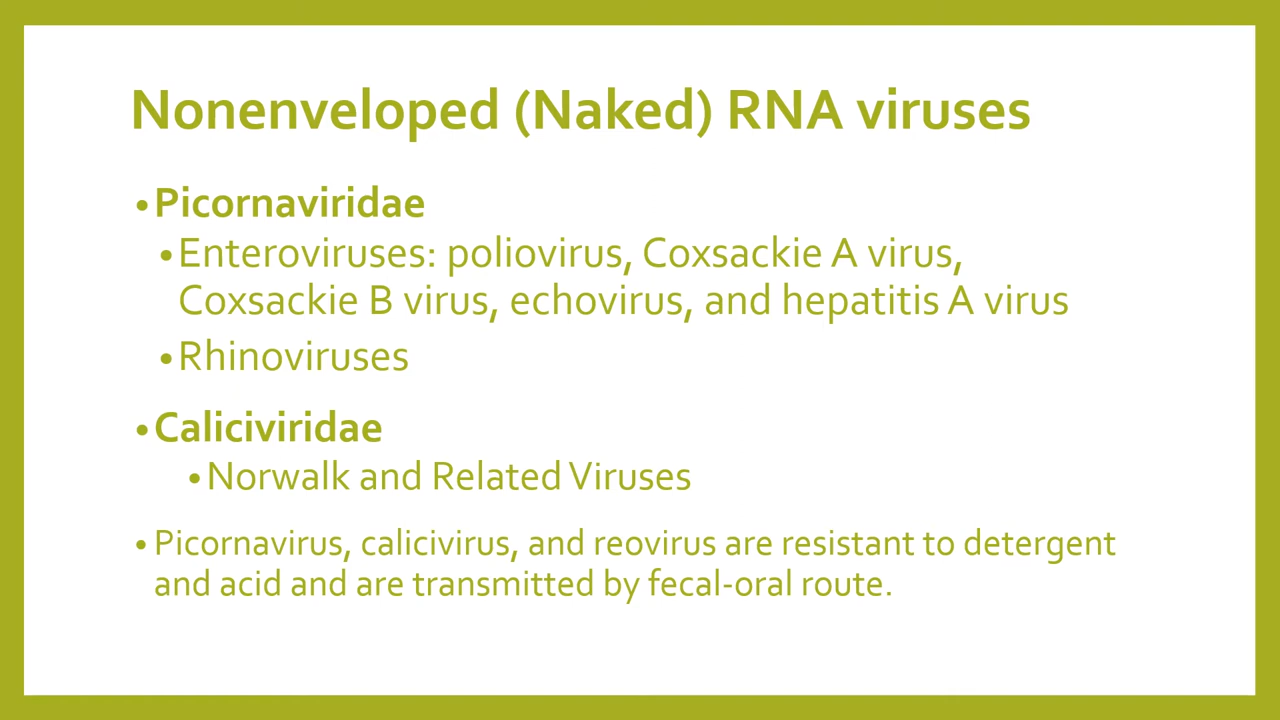 Nonenveloped (Naked) RNA viruses
•Picornaviridae
•Enteroviruses: poliovirus, Coxsackie A virus,
Coxsackie B virus, echovirus, and hepatitis A virus
•Rhinoviruses
•Caliciviridae
•Norwalk and Related Viruses
•Picornavirus, calicivirus, and reovirus are resistant to detergent
and acid and are transmitted by fecal-oral route.